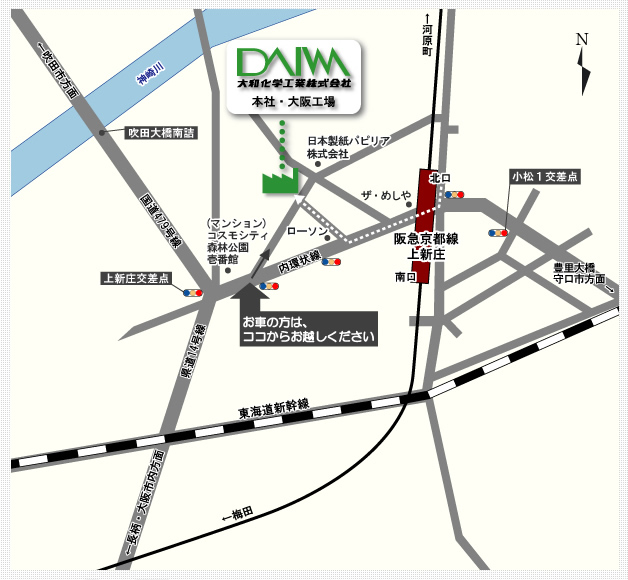 ←吹田市方面
神崎川
DAIWA
大和化学工業株式会社
本社・大阪工場
←河原町
N
吹田大橋南詰
日本製紙パピリア
株式会社
北口
小松１交差点
ザ・めしや
国道479号線
(マンション)
コスモシティ
森林公園
壱番館
ローソン
阪急京都線
上新庄
内環状線
南口
豊里大橋、
守口市方面
→
上新庄交差点
お車の方は、
ココからお越しください
県道14号線
東海道新幹線
←長柄・大阪市内方面
←梅田